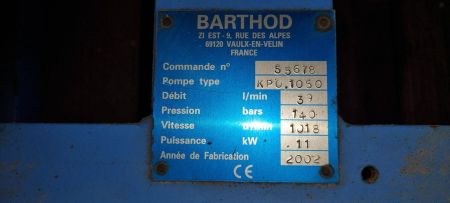 BARTHOD
ZI EST - 9, RUE DES ALPES
69120 VAULX-EN-VELIN
FRANCE
Commande n° 55678
Pompe type KPO.1050
Débit l/min 39
Pression bars 140
Vitesse tr/min 1018
Puissance kW 11
Année de Fabrication 2002
CE